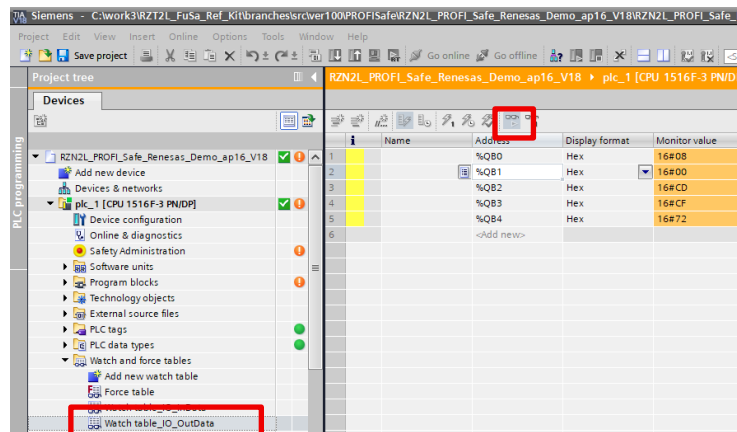 Siemens - C:\work3\RZT2L_FuSa_Ref_Kit\branches\src\ver100\PROFISafe\RZN2L_PROFI_Safe_Renesas_Demo_ap16_V18\RZN2L_PROFI_Safe_
Project Edit View Insert Online Options Tools Window Help
Save project Go online Go offline
Project tree
RZN2L_PROFI_Safe_Renesas_Demo_ap16_V18 plc_1 [CPU 1516F-3 PN/D
Devices
PLC programming
i Name Address Display format Monitor value
1 %QB0 Hex 16#08
2 %QB1 Hex 16#00
3 %QB2 Hex 16#CD
4 %QB3 Hex 16#CF
5 %QB4 Hex 16#72
6 <Add new>
RZN2L_PROFI_Safe_Renesas_Demo_ap16_V18
Add new device
Devices & networks
plc_1 [CPU 1516F-3 PN/DP]
Device configuration
Online & diagnostics
Safety Administration
Software units
Program blocks
Technology objects
External source files
PLC tags
PLC data types
Watch and force tables
Add new watch table
Force table
Watch table_IO_OutData